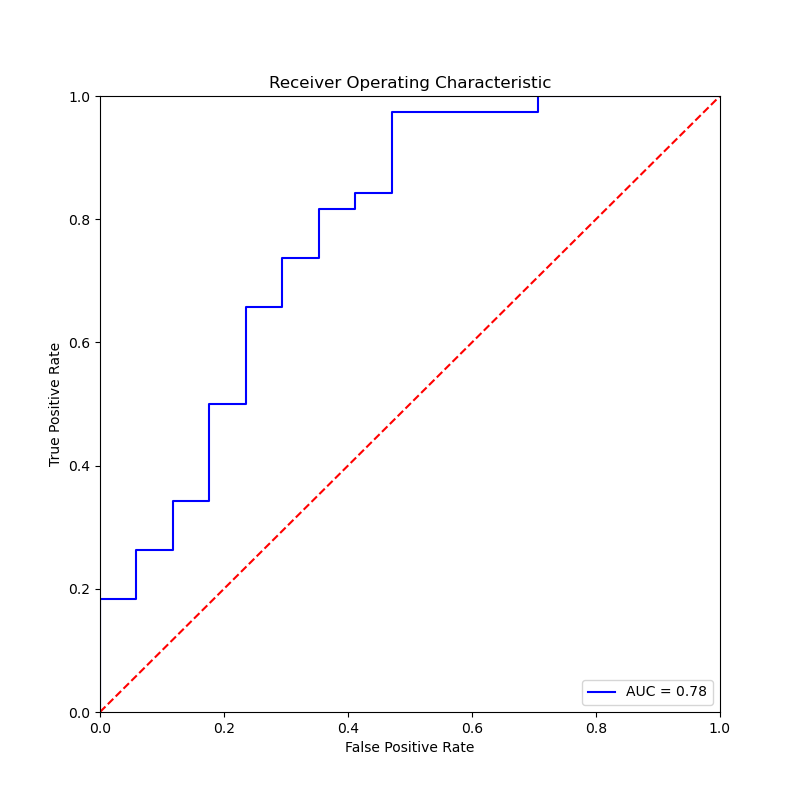 Receiver Operating Characteristic
1.0
0.8
0.6
0.4
0.2
0.0
True Positive Rate
AUC = 0.78
0.0 0.2 0.4 0.6 0.8 1.0
False Positive Rate